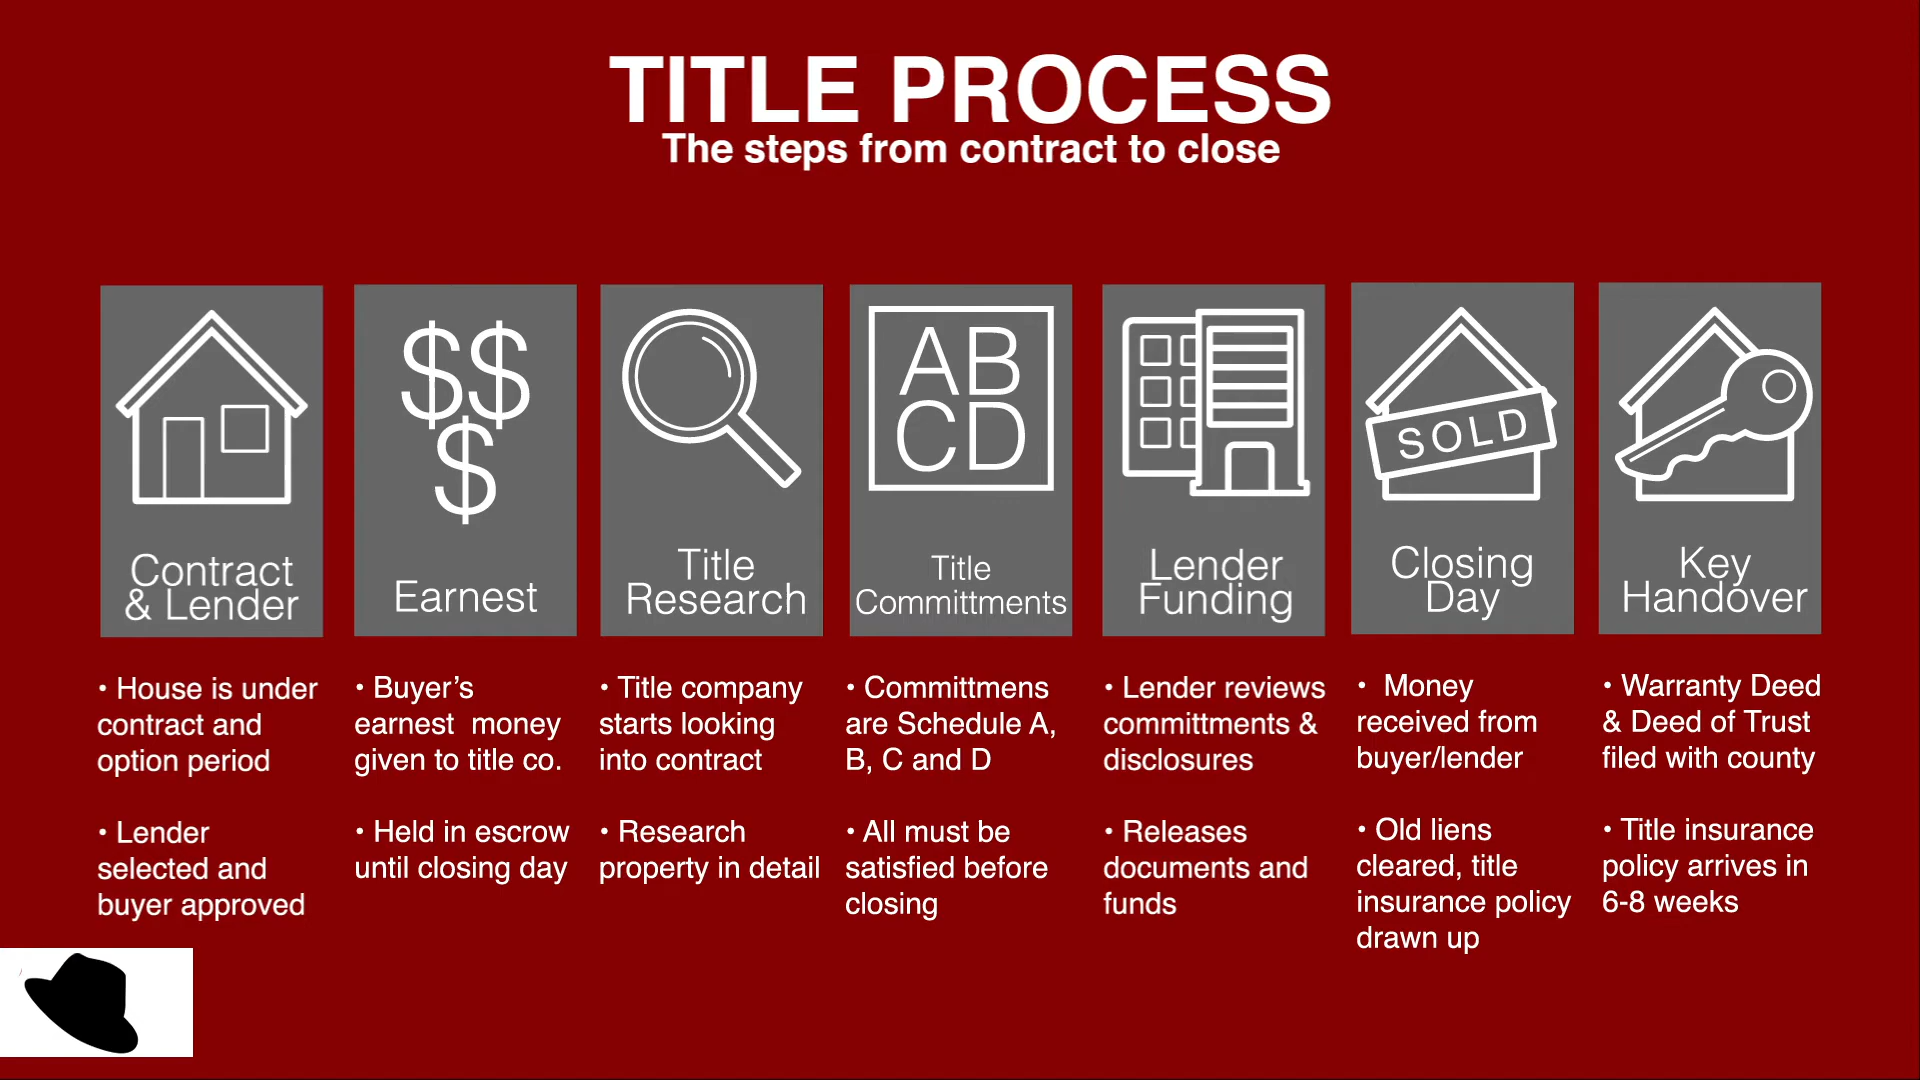 TITLE PROCESS
The steps from contract to close
$$
$
AB
CD
SOLD
Contract
& Lender
Earnest
Title
Research
Title
Committments
Lender
Funding
Closing
Day
Key
Handover
• House is under
contract and
option period
• Lender
selected and
buyer approved
• Buyer’s
earnest money
given to title co.
• Held in escrow
until closing day
• Title company
starts looking
into contract
• Research
property in detail
• Committmens
are Schedule A,
B, C and D
• All must be
satisfied before
closing
• Lender reviews
committments &
disclosures
• Releases
documents and
funds
• Money
received from
buyer/lender
• Old liens
cleared, title
insurance policy
drawn up
• Warranty Deed
& Deed of Trust
filed with county
• Title insurance
policy arrives in
6-8 weeks